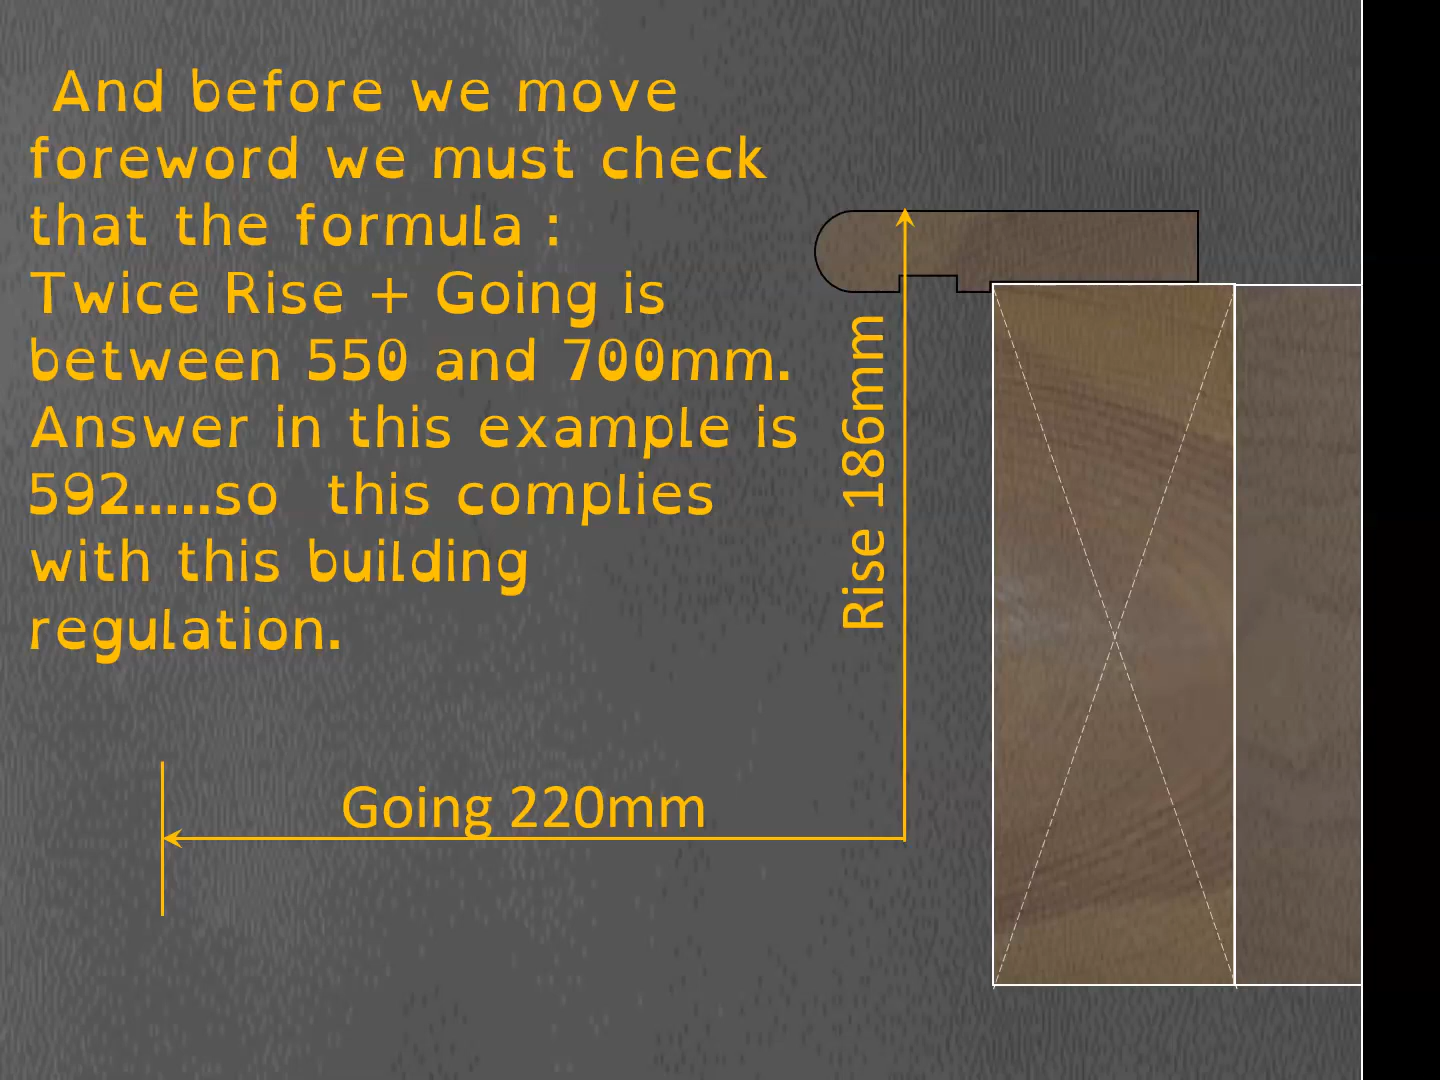 And before we move
foreword we must check
that the formula :
Twice Rise + Going is
between 550 and 700mm.
Answer in this example is
592.....so this complies
with this building
regulation.
Rise 186mm
Going 220mm